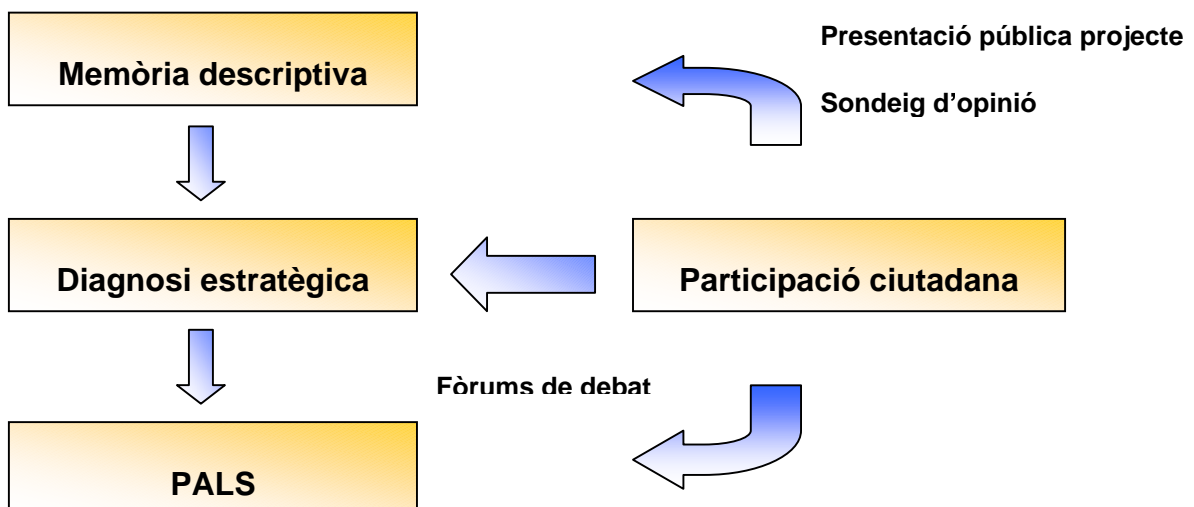 Presentació pública projecte
Memòria descriptiva
Sondeig d’opinió
Diagnosi estratègica
Participació ciutadana
Fòrums de debat
PALS